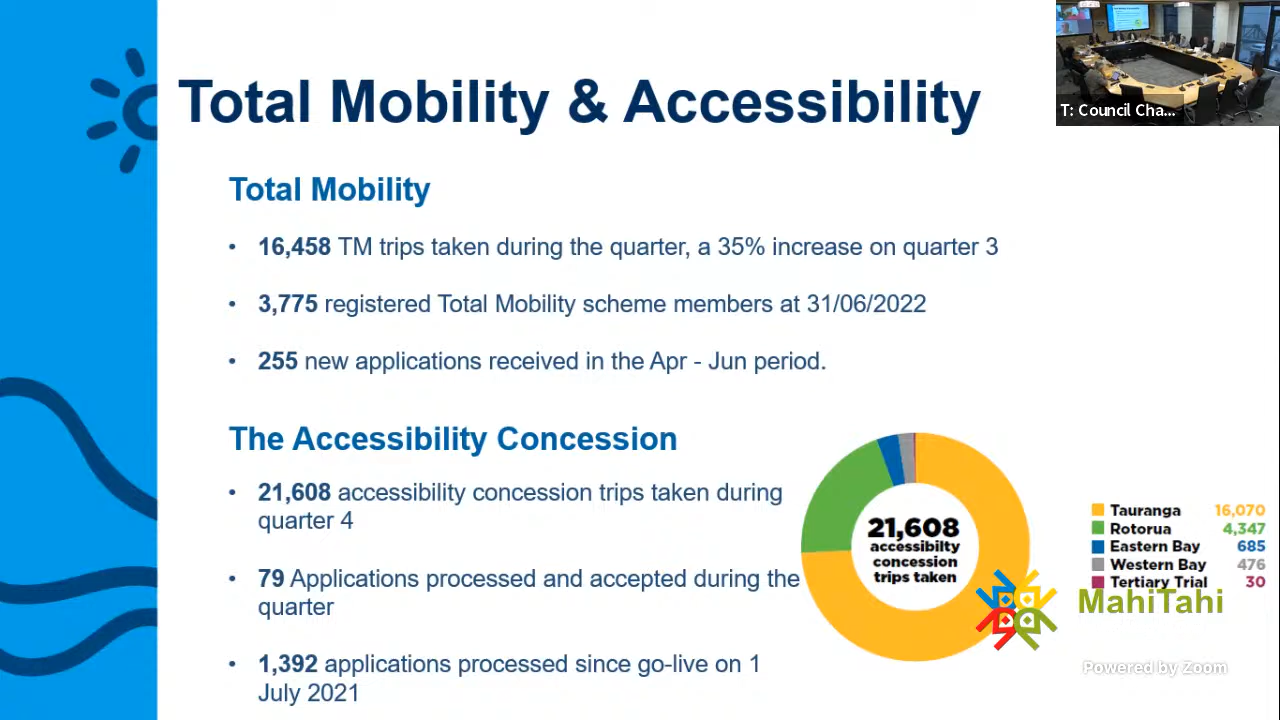 Total Mobility & Accessibility
T: Council Cha...
Total Mobility
• 16,458 TM trips taken during the quarter, a 35% increase on quarter 3
• 3,775 registered Total Mobility scheme members at 31/06/2022
• 255 new applications received in the Apr - Jun period.
The Accessibility Concession
• 21,608 accessibility concession trips taken during
quarter 4
• 79 Applications processed and accepted during the
quarter
• 1,392 applications processed since go-live on 1
July 2021
21,608
accessibilty
concession
trips taken
Tauranga 16,070
Rotorua 4,347
Eastern Bay 685
Western Bay 476
Tertiary Trial 30
MahiTahi
Powered by Zoom